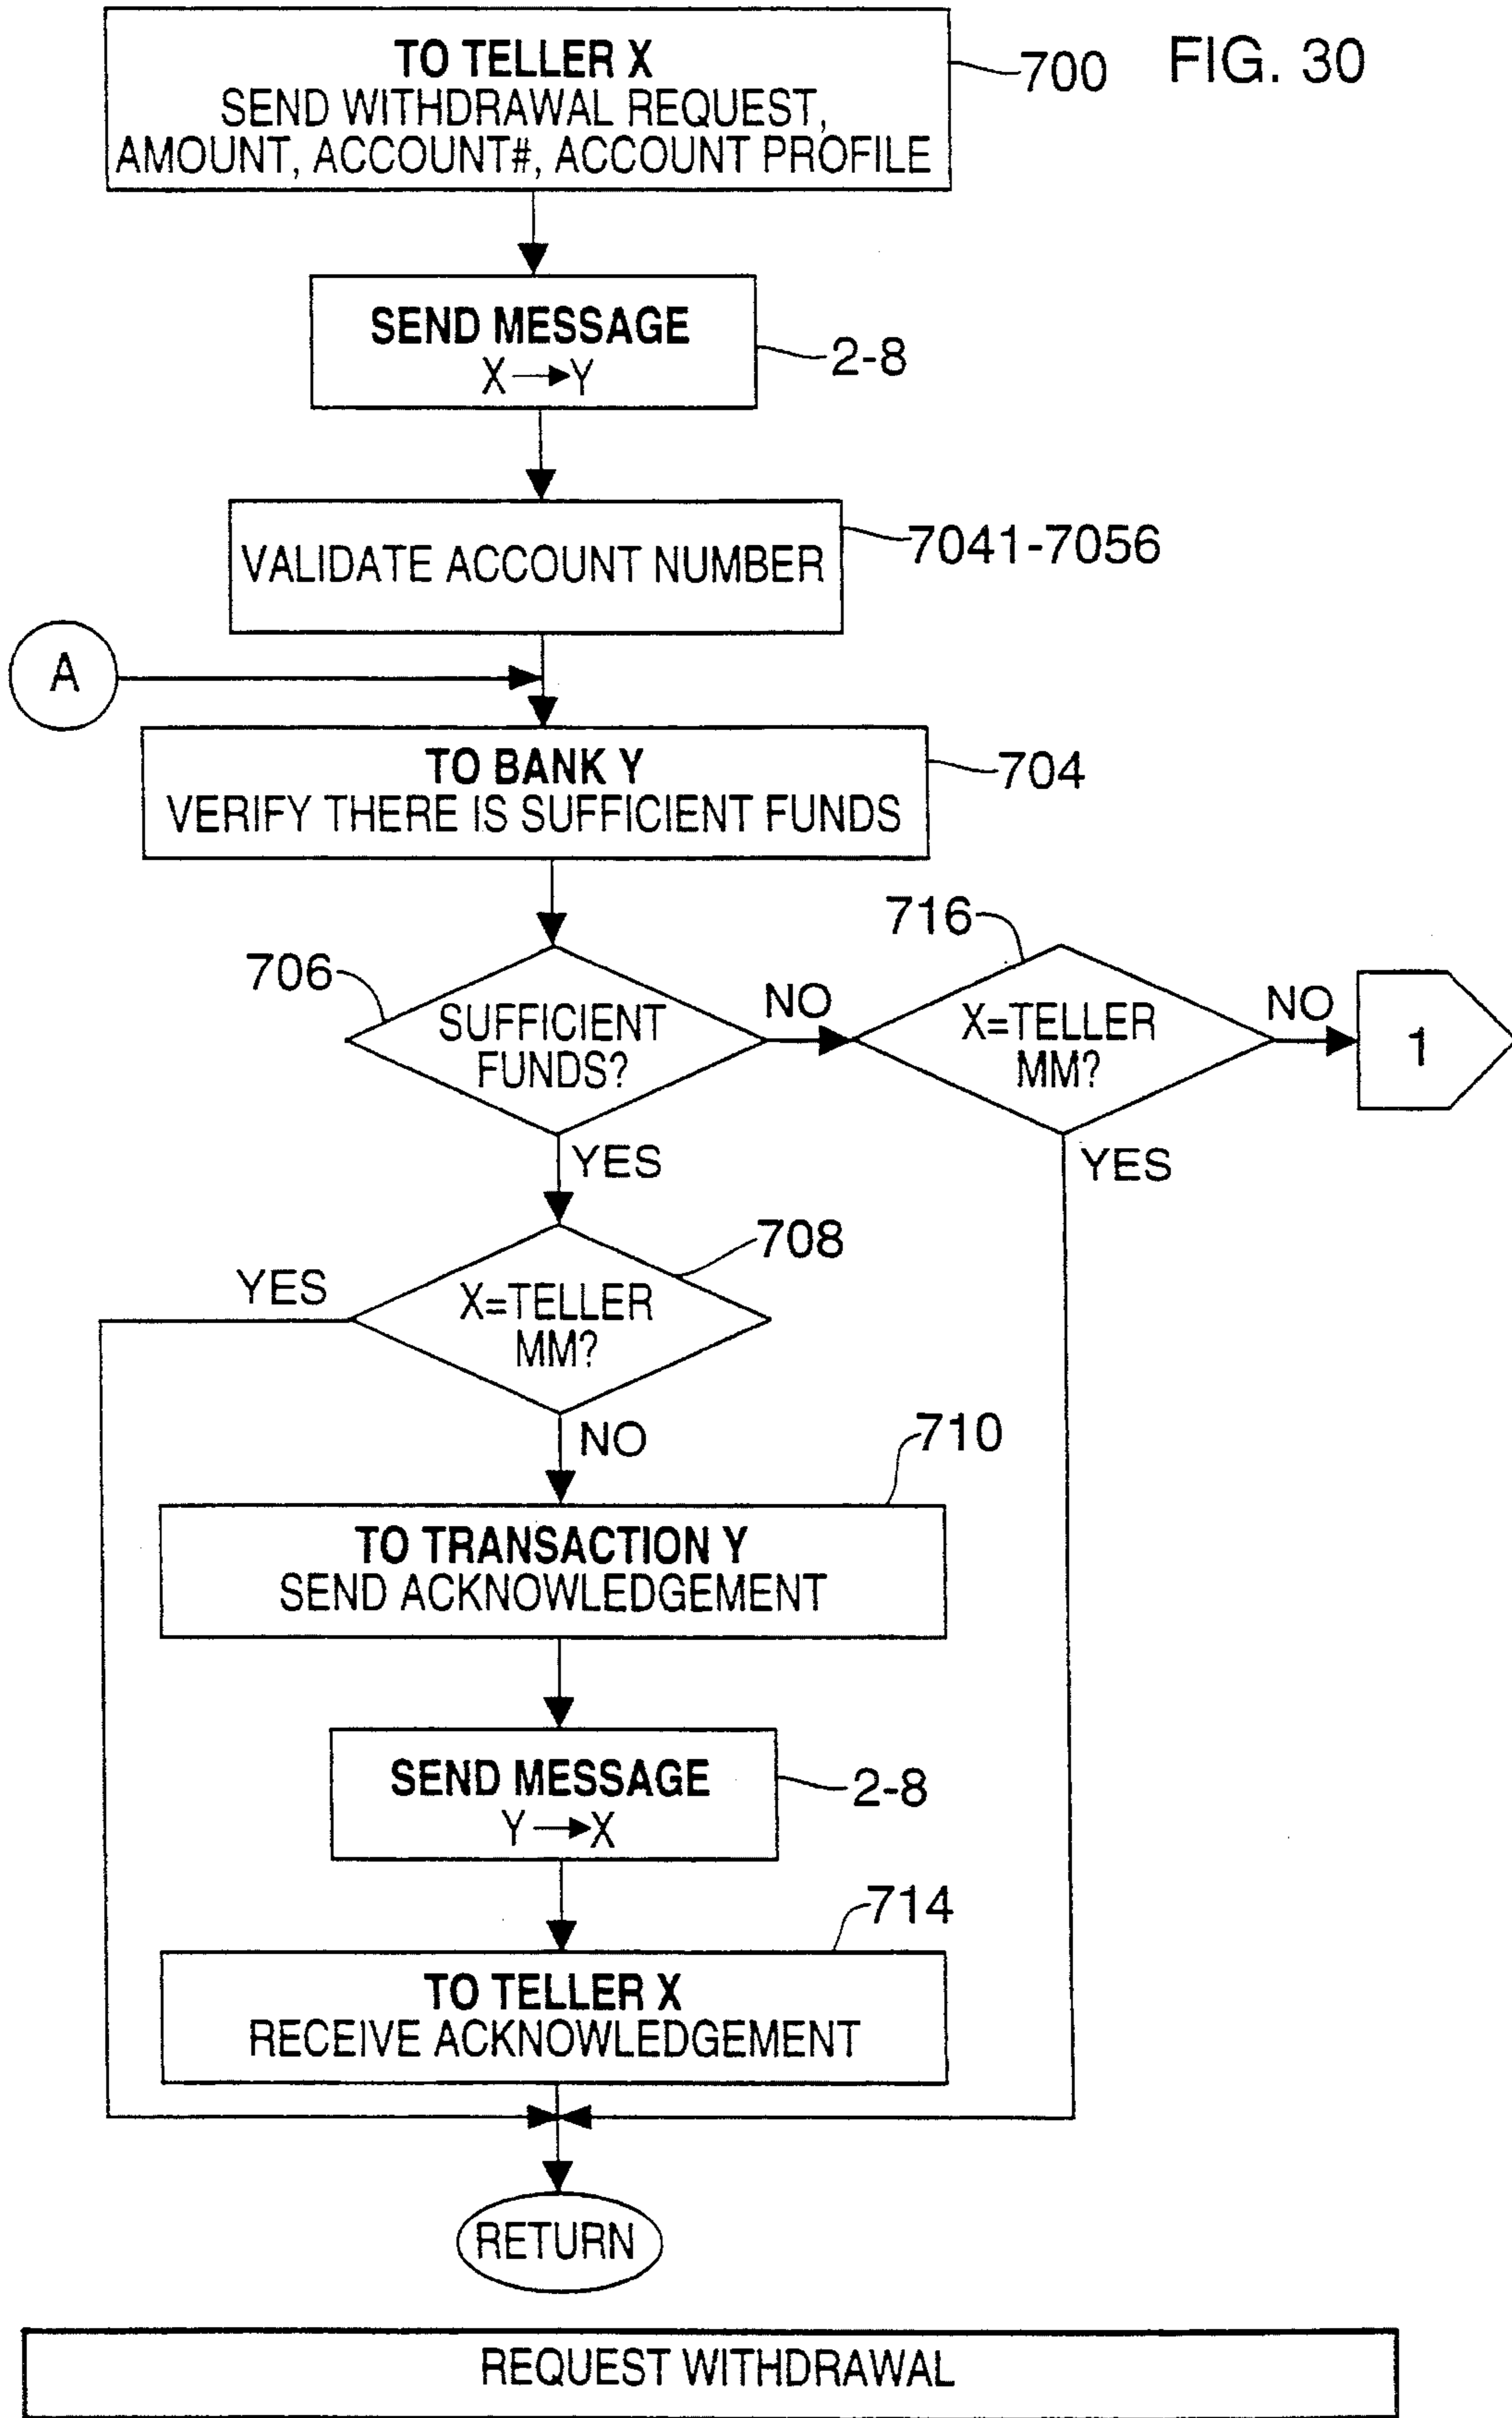 FIG. 30
TO TELLER X
SEND WITHDRAWAL REQUEST,
AMOUNT, ACCOUNT#, ACCOUNT PROFILE
700
SEND MESSAGE
X → Y
2-8
VALIDATE ACCOUNT NUMBER
7041-7056
A
TO BANK Y
VERIFY THERE IS SUFFICIENT FUNDS
704
706
SUFFICIENT
FUNDS?
NO
716
X=TELLER
MM?
NO
1
YES
YES
708
YES
X=TELLER
MM?
NO
710
TO TRANSACTION Y
SEND ACKNOWLEDGEMENT
SEND MESSAGE
Y → X
2-8
714
TO TELLER X
RECEIVE ACKNOWLEDGEMENT
RETURN
REQUEST WITHDRAWAL